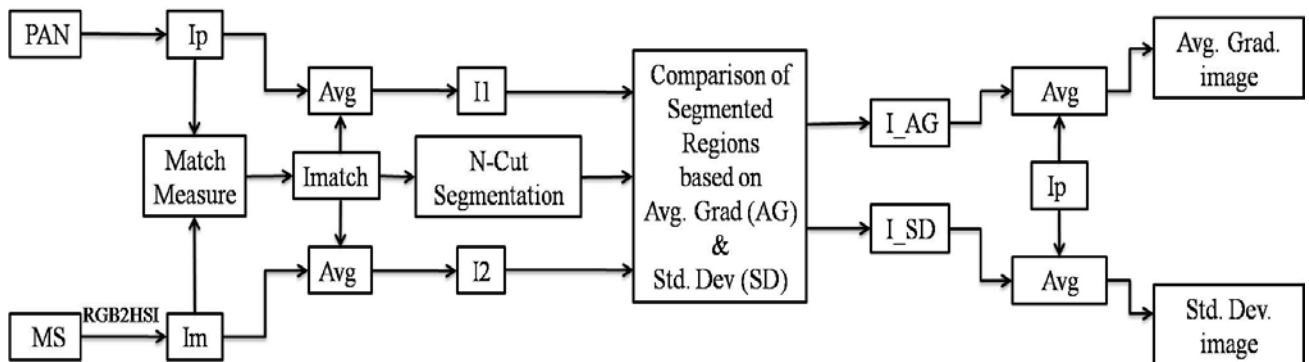 PAN
Ip
Avg
I1
Match
Measure
Imatch
N-Cut
Segmentation
Comparison of
Segmented
Regions
based on
Avg. Grad (AG)
&
Std. Dev (SD)
I_AG
Avg
Avg. Grad.
image
Ip
MS
RGB2HSI
Im
Avg
I2
I_SD
Avg
Std. Dev.
image